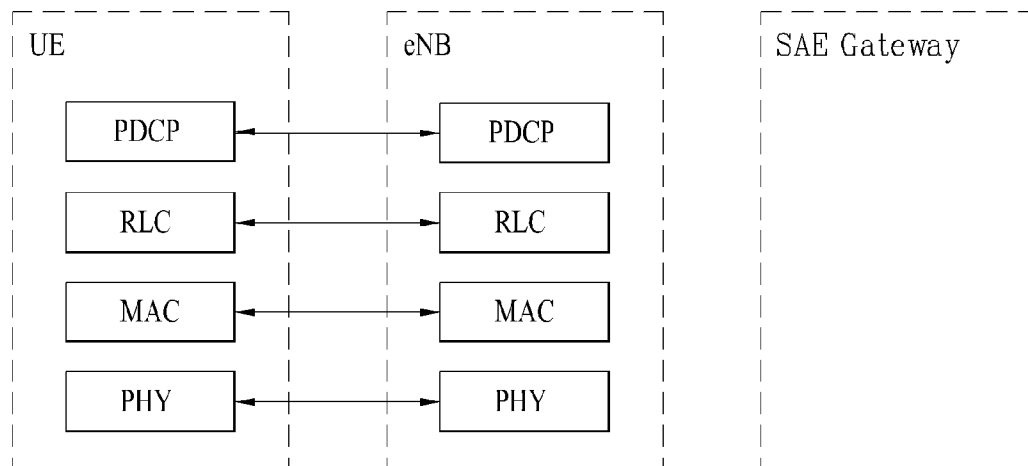 UE
eNB
SAE Gateway
PDCP
PDCP
RLC
RLC
MAC
MAC
PHY
PHY